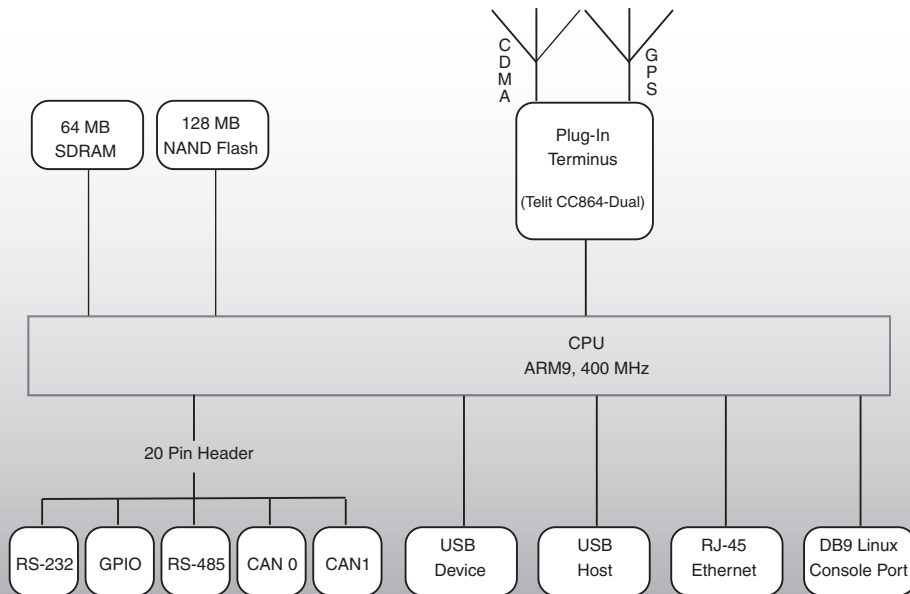 CDMA
GPS
64 MB
SDRAM
128 MB
NAND Flash
Plug-In
Terminus
(Telit CC864-Dual)
CPU
ARM9, 400 MHz
20 Pin Header
RS-232
GPIO
RS-485
CAN 0
CAN1
USB
Device
USB
Host
RJ-45
Ethernet
DB9 Linux
Console Port